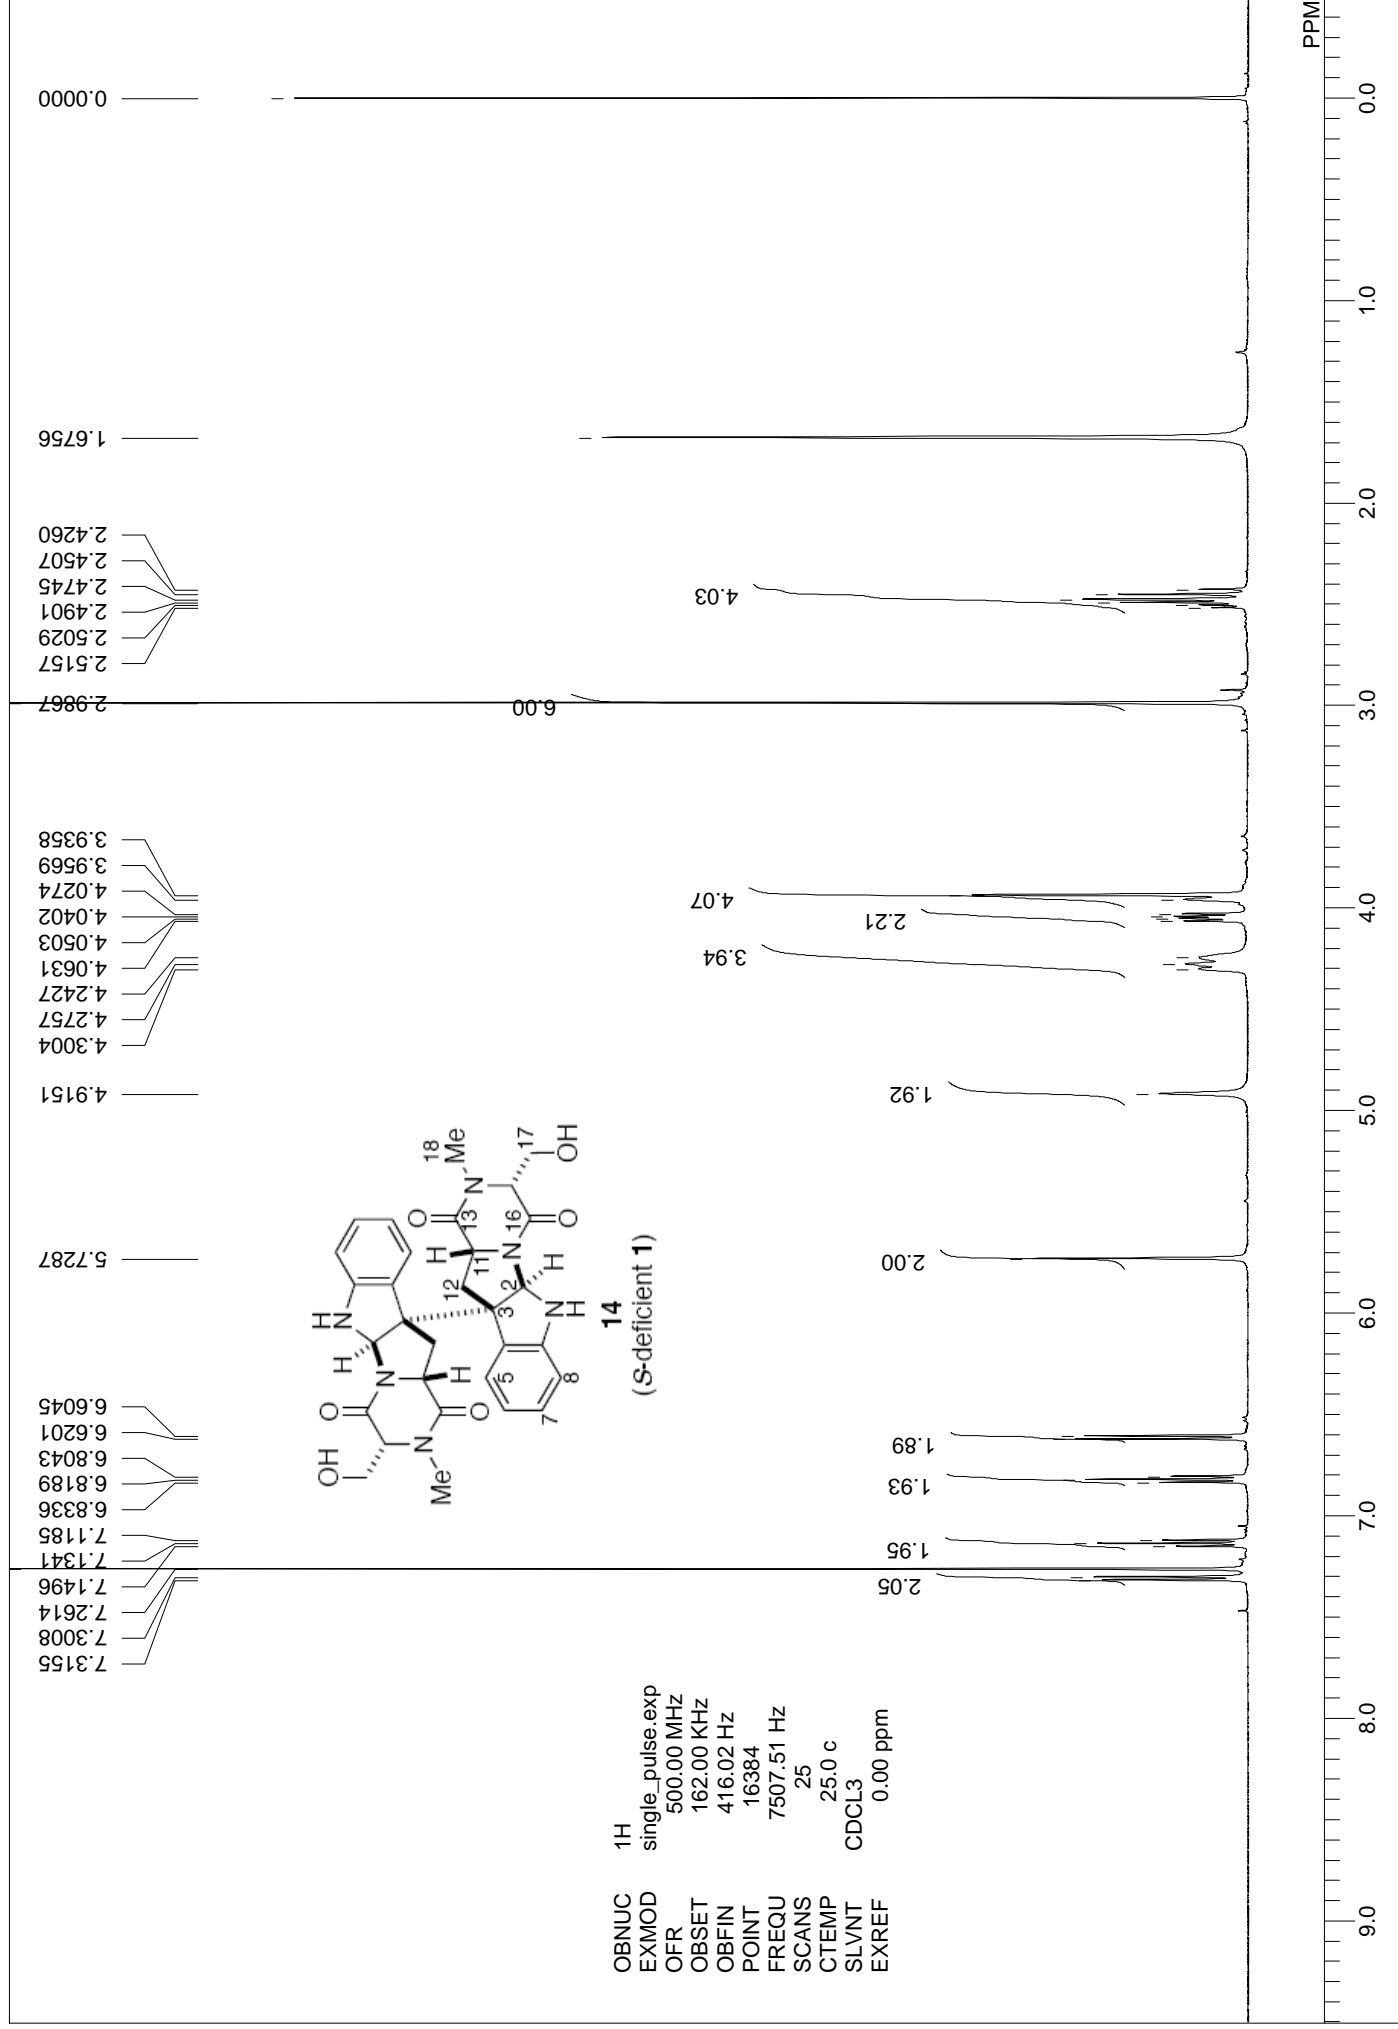 OBNUC 1H
EXMOD single_pulse.exp
OFR 500.00 MHz
OBSET 162.00 KHz
OBFIN 416.02 Hz
POINT 16384
FREQU 7507.51 Hz
SCANS 25
CTEMP 25.0 c
SLVNT CDCL3
EXREF 0.00 ppm
7.3155
7.3008
7.2614
7.1496
7.1341
7.1185
6.8336
6.8189
6.8043
6.6201
6.6045
5.7287
4.9151
4.3004
4.2757
4.2427
4.0631
4.0503
4.0402
4.0274
3.9569
3.9358
2.9867
2.5157
2.5029
2.4901
2.4745
2.4507
2.4260
1.6756
0.0000
OH
O
H
H
N
N
N
Me
O
H
H
O
18
Me
N
13
11
12
16
17
N
O
OH
2
H
3
N
H
5
7
8
14
(S-deficient 1)
2.05
1.95
1.93
1.89
2.00
1.92
3.94
2.21
4.07
6.00
4.03
9.0
8.0
7.0
6.0
5.0
4.0
3.0
2.0
1.0
0.0
PPM